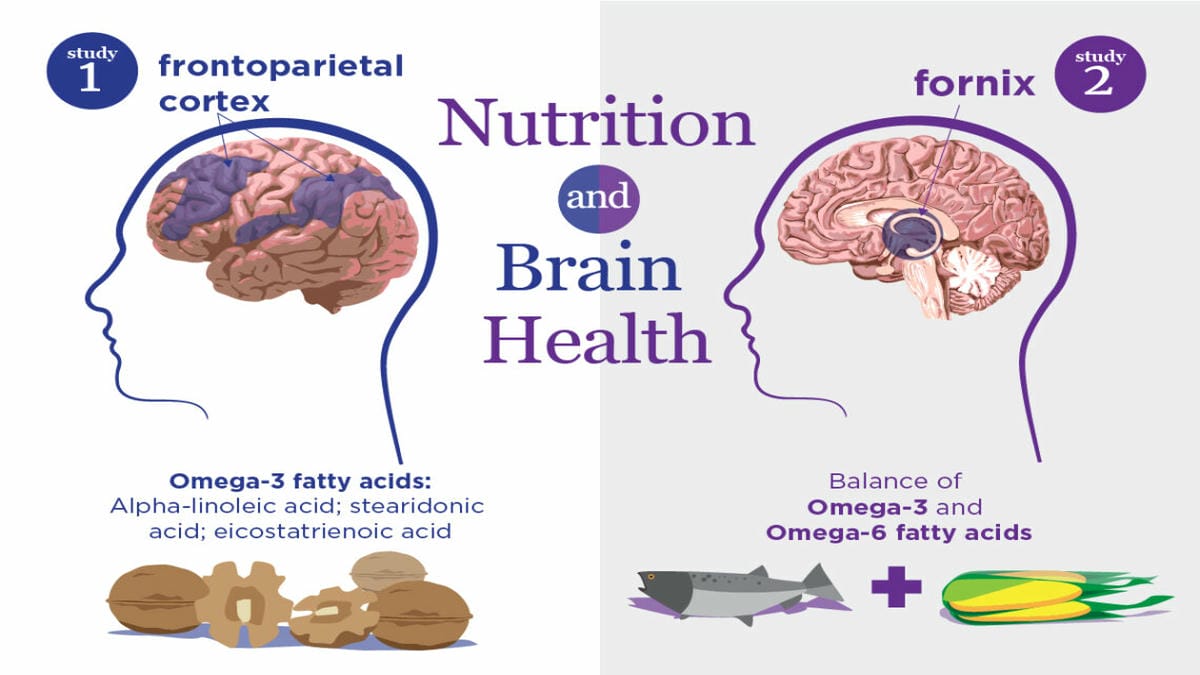 study
1
frontoparietal
cortex
Nutrition
and
Brain
Health
fornix
study
2
Omega-3 fatty acids:
Alpha-linoleic acid; stearidonic
acid; eicostatrienoic acid
Balance of
Omega-3 and
Omega-6 fatty acids